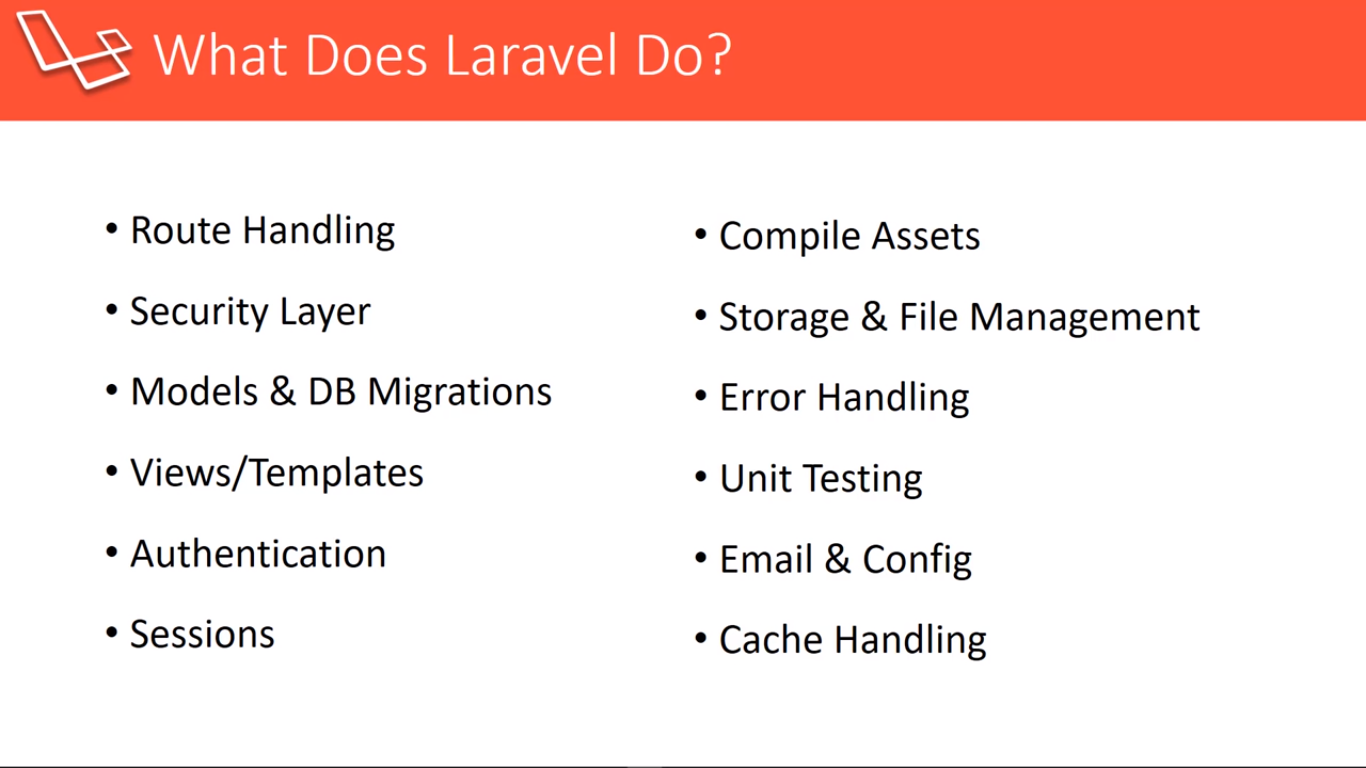 What Does Laravel Do?
• Route Handling
• Security Layer
• Models & DB Migrations
• Views/Templates
• Authentication
• Sessions
• Compile Assets
• Storage & File Management
• Error Handling
• Unit Testing
• Email & Config
• Cache Handling